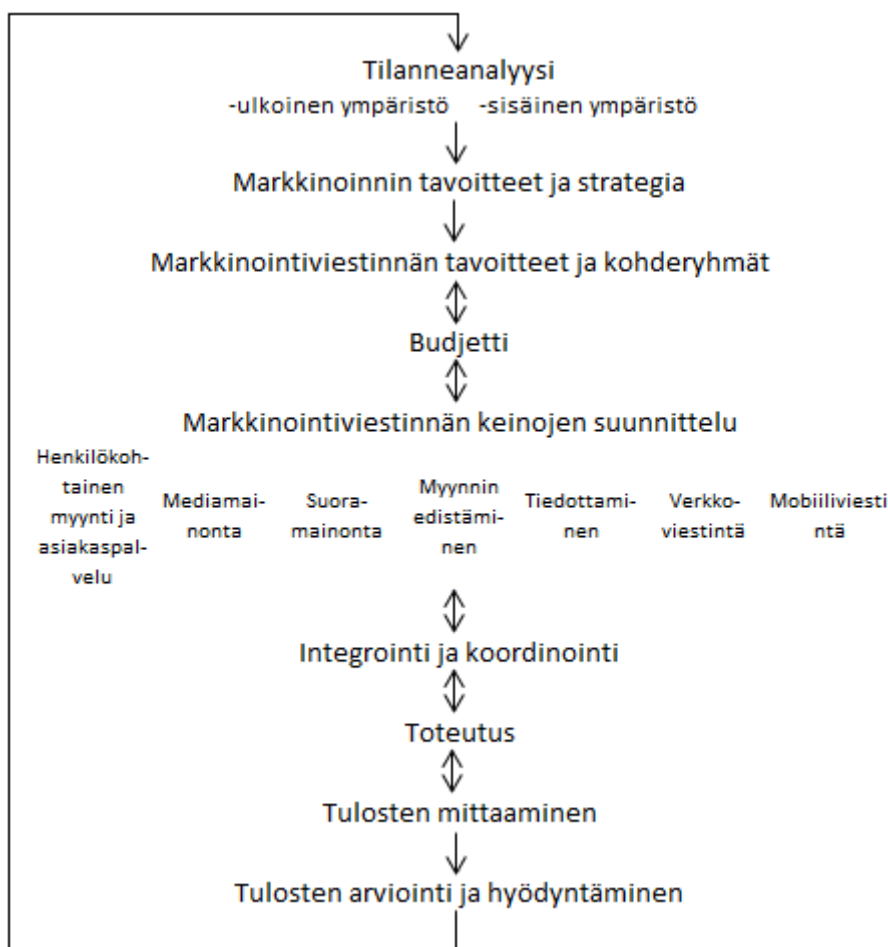 Tilanneanalyysi
-ulkoinen ympäristö -sisäinen ympäristö
Markkinoinnin tavoitteet ja strategia
Markkinointiviestinnän tavoitteet ja kohderyhmät
Budjetti
Markkinointiviestinnän keinojen suunnittelu
Henkilökoh-
tainen
myynti ja
asiakaspal-
velu
Mediamai-
nonta
Suora-
mainonta
Myynnin
edistämi-
nen
Tiedottami-
nen
Verkko-
viestintä
Mobiiliviesti
ntä
Integrointi ja koordinointi
Toteutus
Tulosten mittaaminen
Tulosten arviointi ja hyödyntäminen